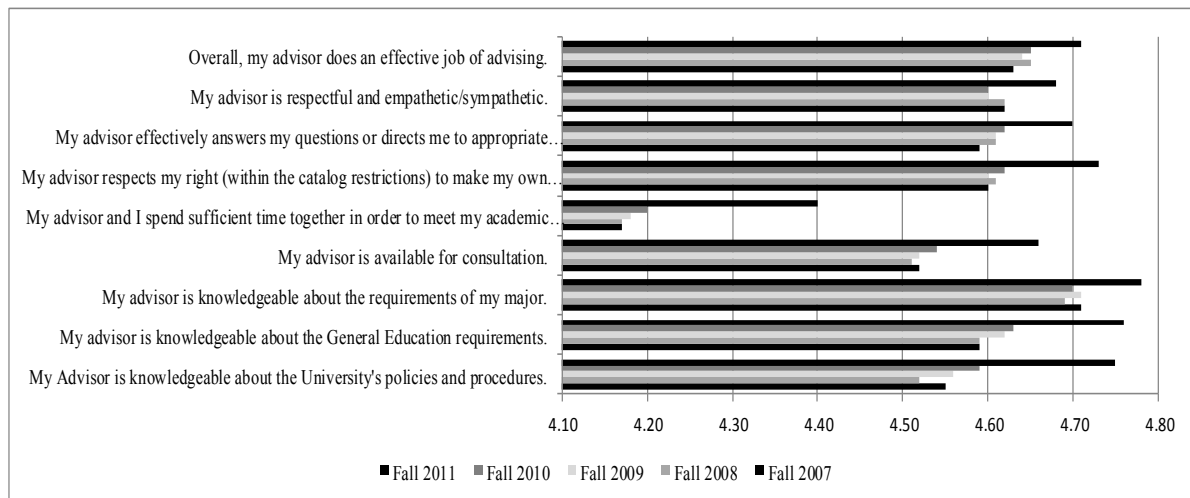 Overall, my advisor does an effective job of advising.
My advisor is respectful and empathetic/sympathetic.
My advisor effectively answers my questions or directs me to appropriate...
My advisor respects my right (within the catalog restrictions) to make my own...
My advisor and I spend sufficient time together in order to meet my academic...
My advisor is available for consultation.
My advisor is knowledgeable about the requirements of my major.
My advisor is knowledgeable about the General Education requirements.
My Advisor is knowledgeable about the University's policies and procedures.
4.10 4.20 4.30 4.40 4.50 4.60 4.70 4.80
Fall 2011 Fall 2010 Fall 2009 Fall 2008 Fall 2007